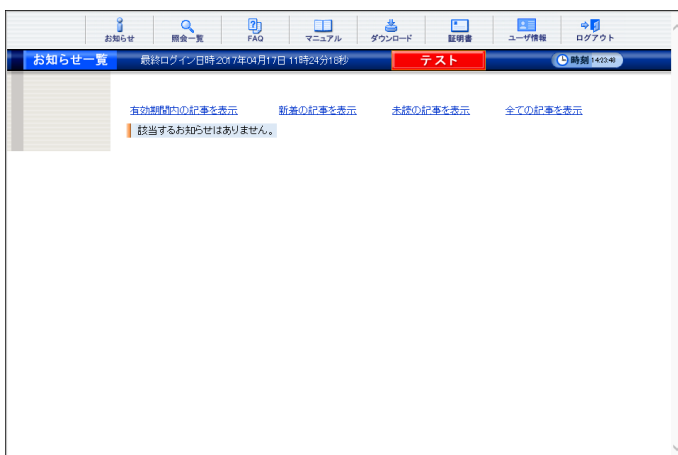 お知らせ 照会一覧 FAQ マニュアル ダウンロード 証明書 ユーザ情報 ログアウト
お知らせ一覧 最終ログイン日時:2017年04月17日 11時24分18秒 テスト 時刻 14:23:48
有効期間内の記事を表示 新着の記事を表示 未読の記事を表示 全ての記事を表示
該当するお知らせはありません。